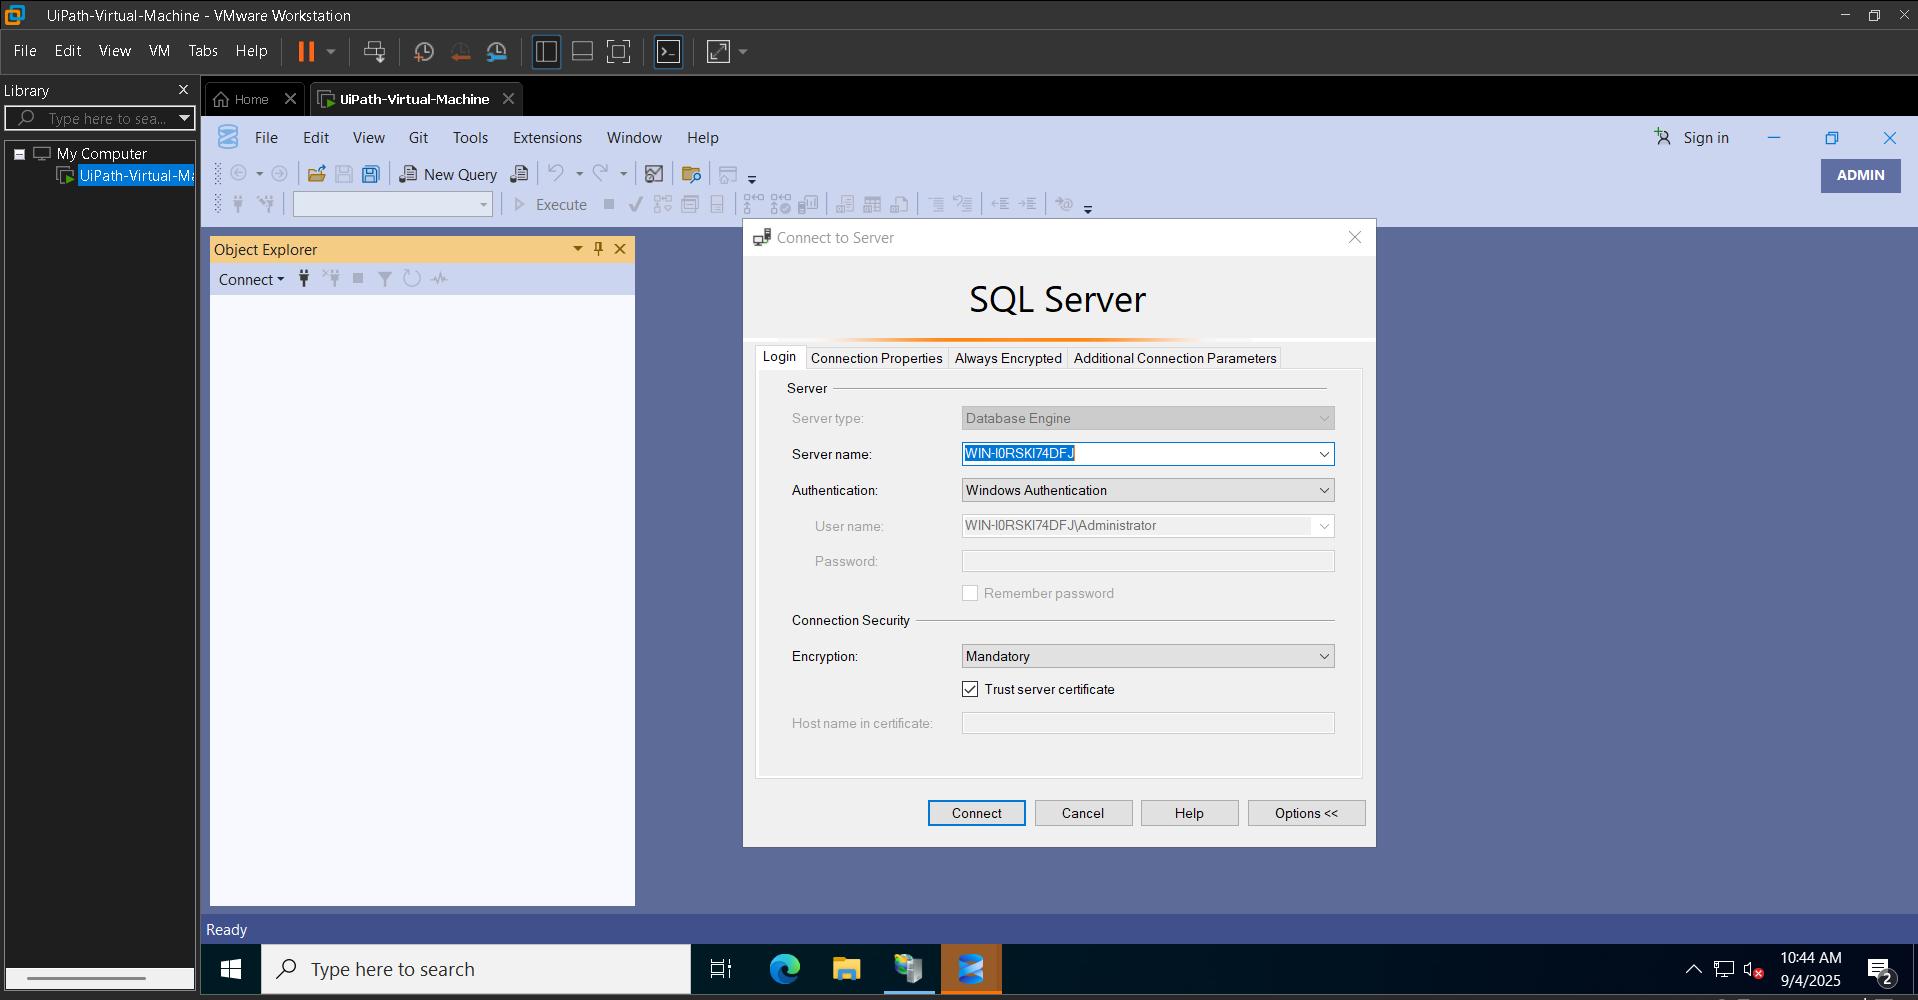 UiPath-Virtual-Machine - VMware Workstation
File Edit View VM Tabs Help
Library
Type here to sea...
My Computer
UiPath-Virtual-Ma
Home
UiPath-Virtual-Machine
File Edit View Git Tools Extensions Window Help
Sign in
New Query
ADMIN
Execute
Object Explorer
Connect
Connect to Server
SQL Server
Login Connection Properties Always Encrypted Additional Connection Parameters
Server
Server type: Database Engine
Server name: WIN-I0RSKI74DFJ
Authentication: Windows Authentication
User name: WIN-I0RSKI74DFJ\Administrator
Password:
Remember password
Connection Security
Encryption: Mandatory
Trust server certificate
Host name in certificate:
Connect Cancel Help Options <<
Ready
Type here to search
10:44 AM
9/4/2025
2